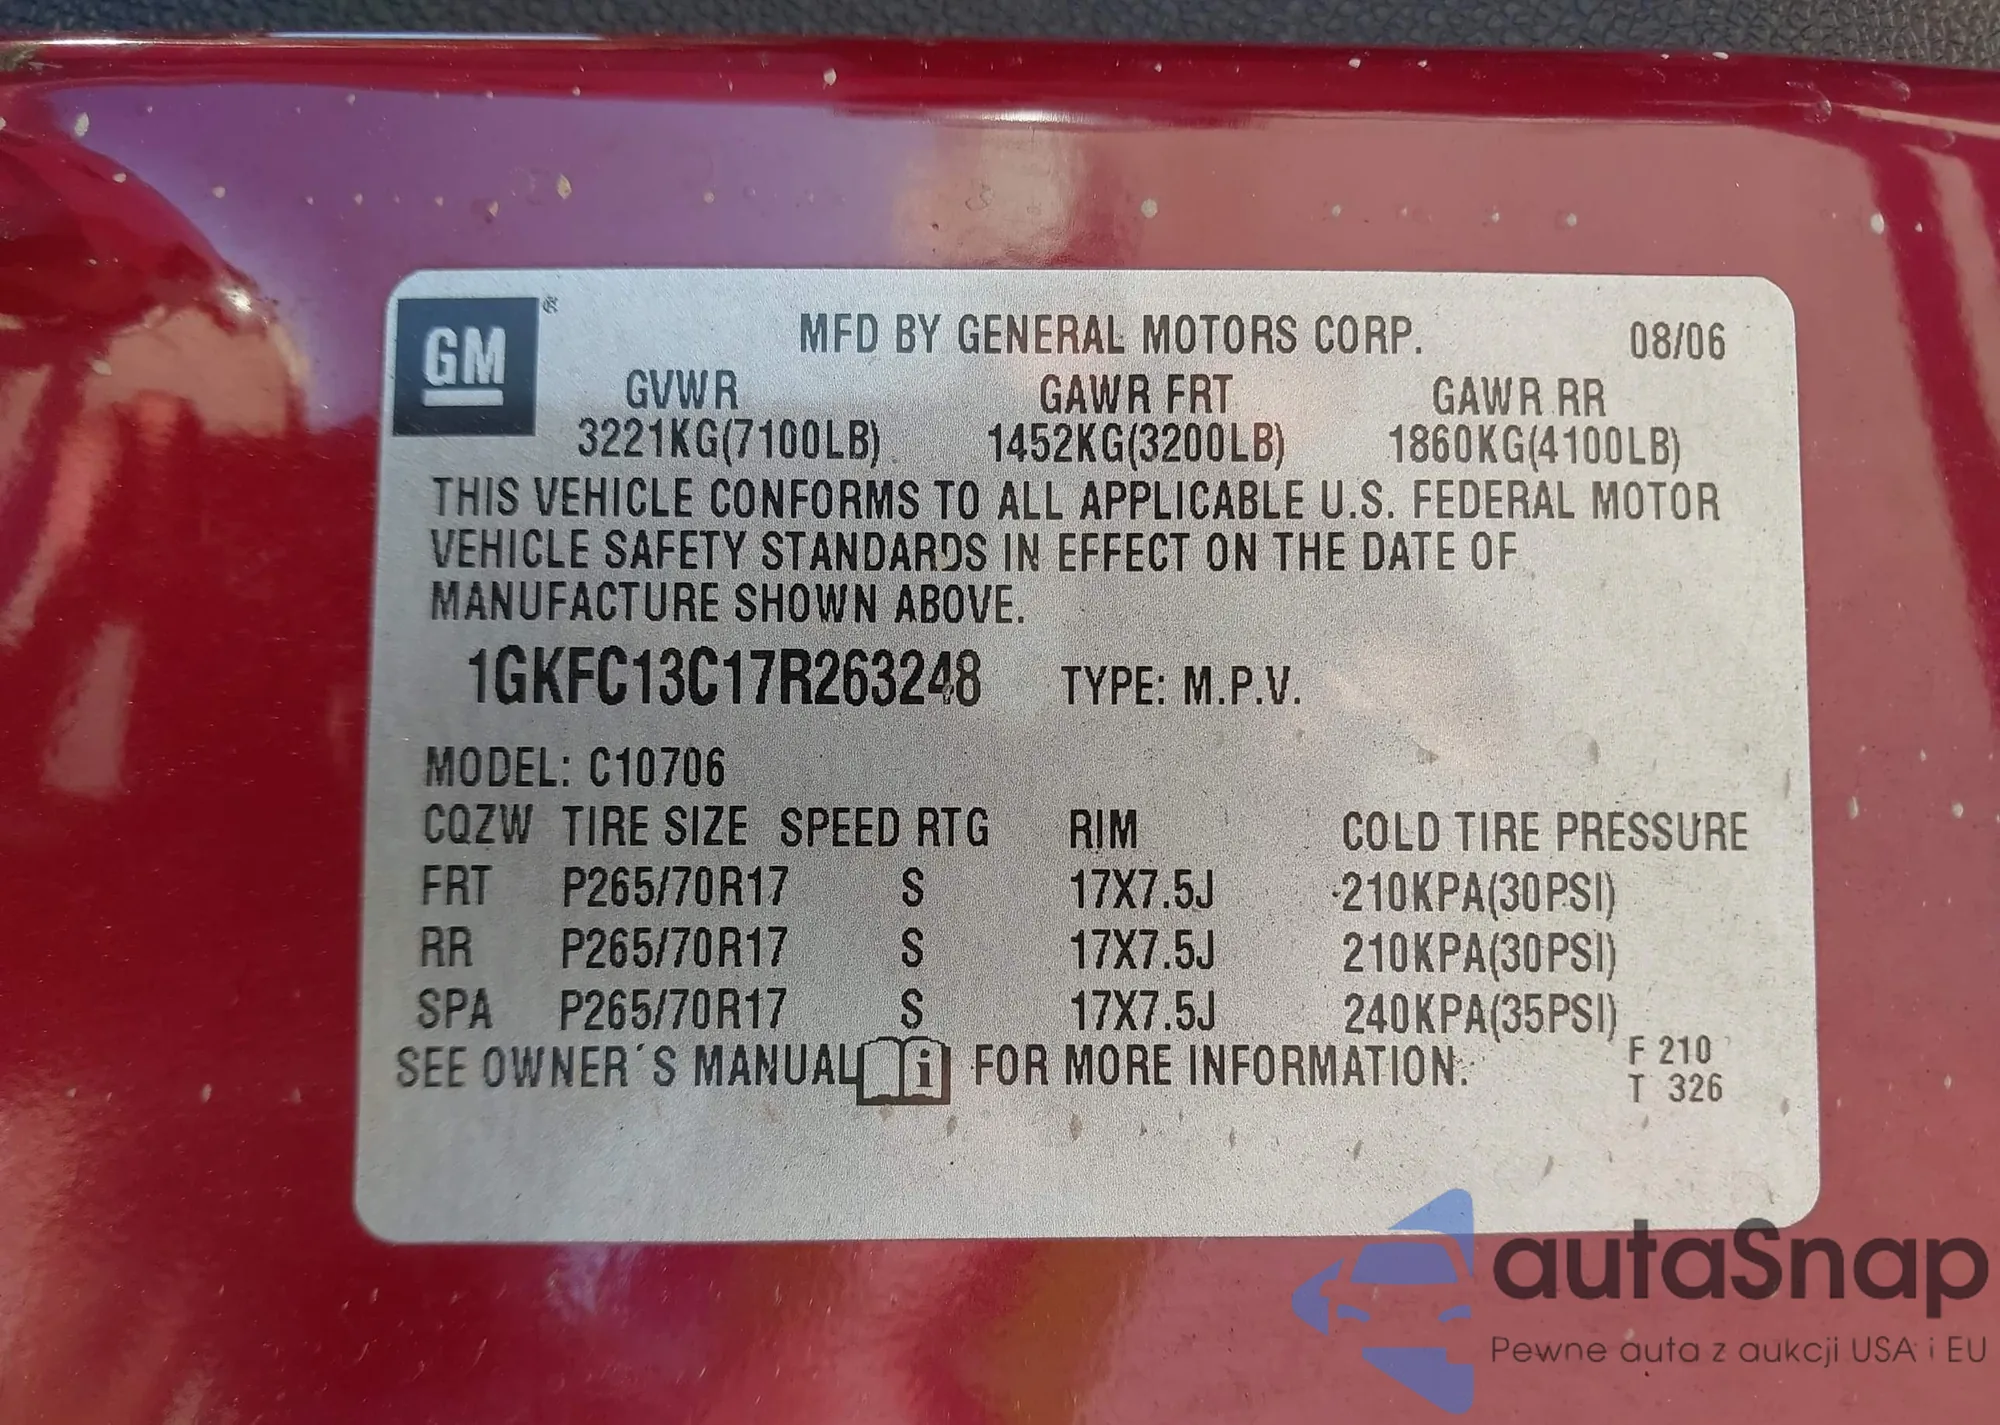 GM ®
MFD BY GENERAL MOTORS CORP. 08/06
GVWR GAWR FRT GAWR RR
3221KG(7100LB) 1452KG(3200LB) 1860KG(4100LB)
THIS VEHICLE CONFORMS TO ALL APPLICABLE U.S. FEDERAL MOTOR
VEHICLE SAFETY STANDARDS IN EFFECT ON THE DATE OF
MANUFACTURE SHOWN ABOVE.
1GKFC13C17R263248 TYPE: M.P.V.
MODEL: C10706
CQZW TIRE SIZE SPEED RTG RIM COLD TIRE PRESSURE
FRT P265/70R17 S 17X7.5J 210KPA(30PSI)
RR P265/70R17 S 17X7.5J 210KPA(30PSI)
SPA P265/70R17 S 17X7.5J 240KPA(35PSI)
SEE OWNER´S MANUAL i FOR MORE INFORMATION.
F 210
T 326
autaSnap
Pewne auta z aukcji USA i EU